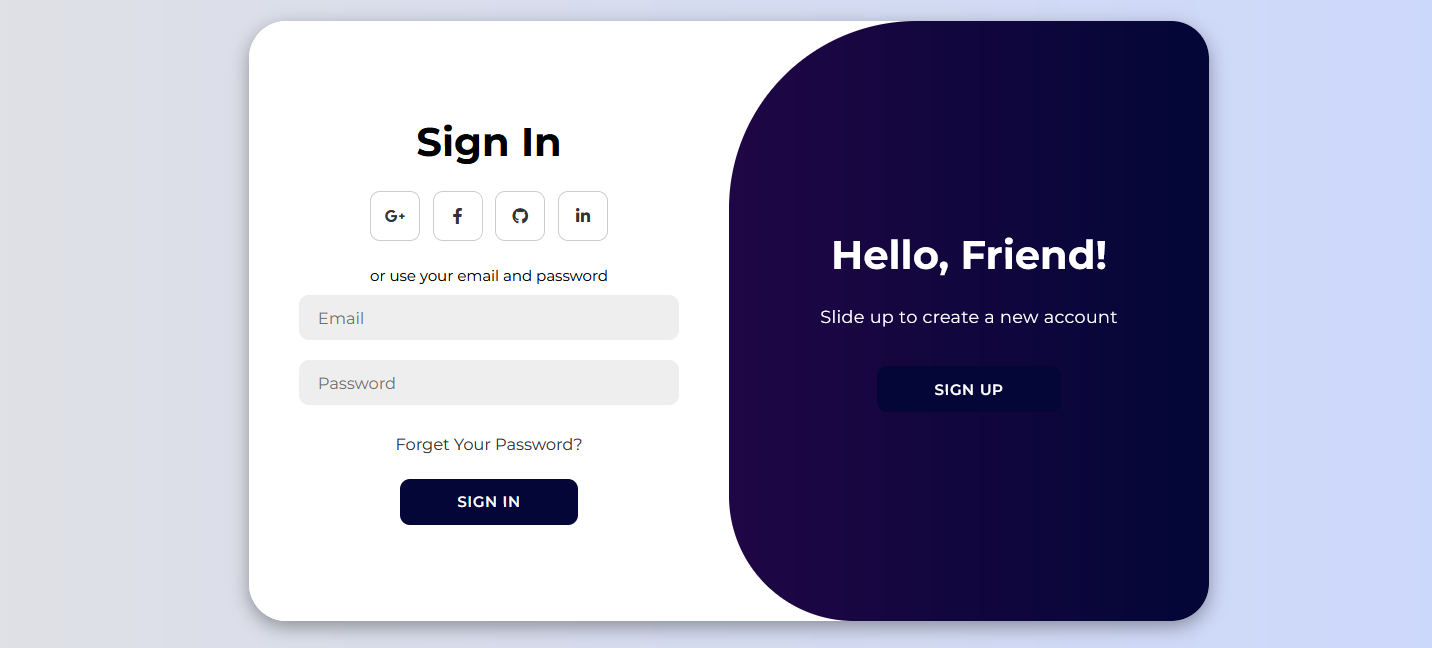 Sign In
G+
f
in
or use your email and password
Email
Password
Forget Your Password?
SIGN IN
Hello, Friend!
Slide up to create a new account
SIGN UP